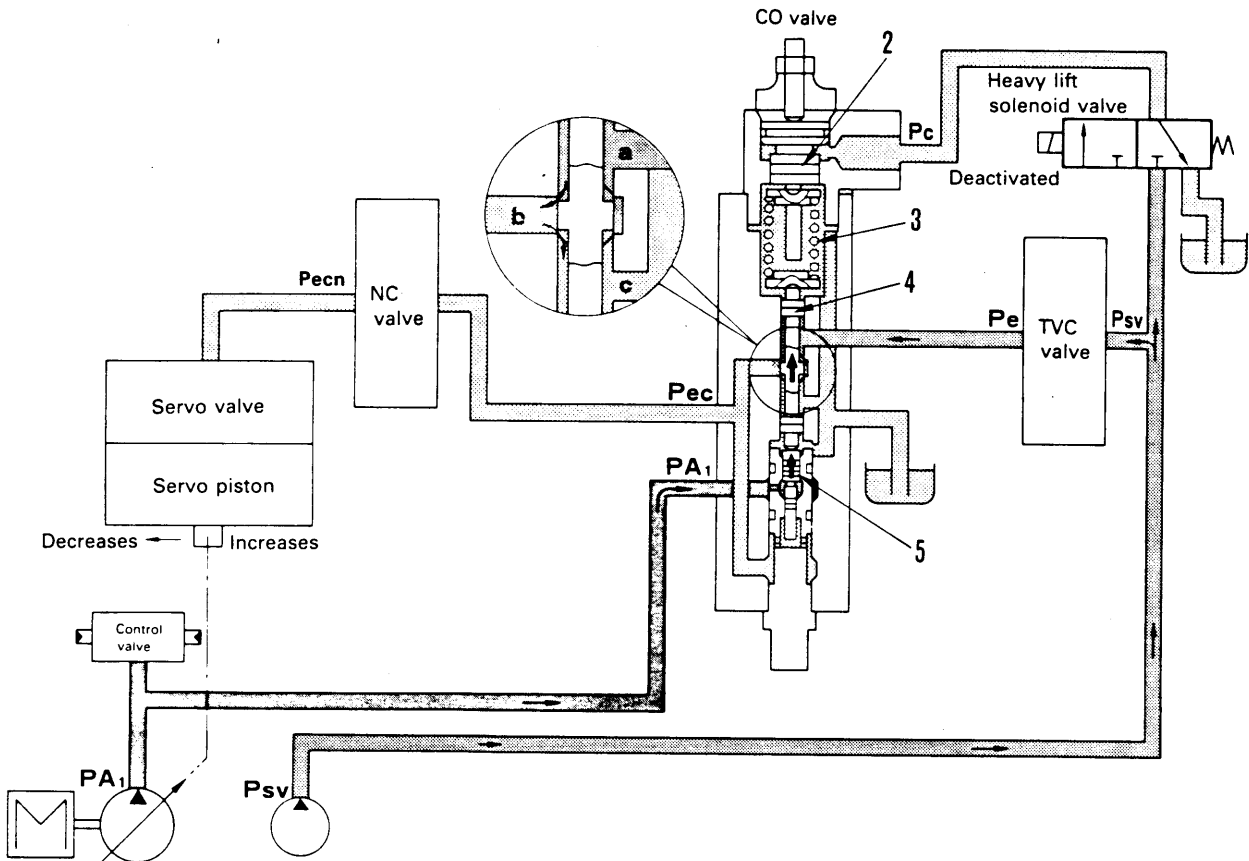 CO valve
2
Heavy lift
solenoid valve
Pc
Deactivated
a
b
c
3
4
Pecn
NC
valve
Pe
TVC
valve
Psv
Servo valve
Servo piston
Pec
PA1
5
Decreases
Increases
Control
valve
PA1
Psv
M